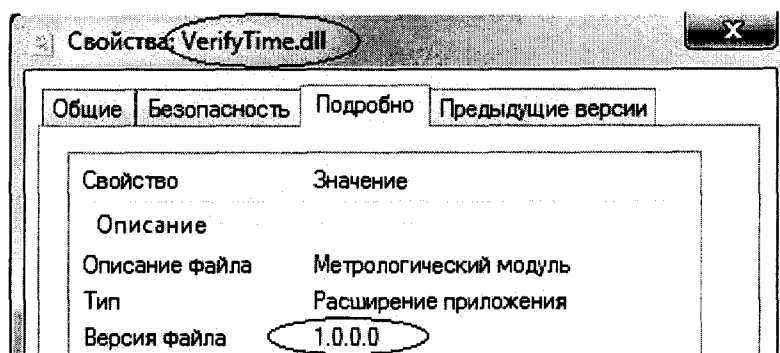 Свойства: VerifyTime.dll
Общие Безопасность Подробно Предыдущие версии
Свойство Значение
Описание
Описание файла Метрологический модуль
Тип Расширение приложения
Версия файла 1.0.0.0